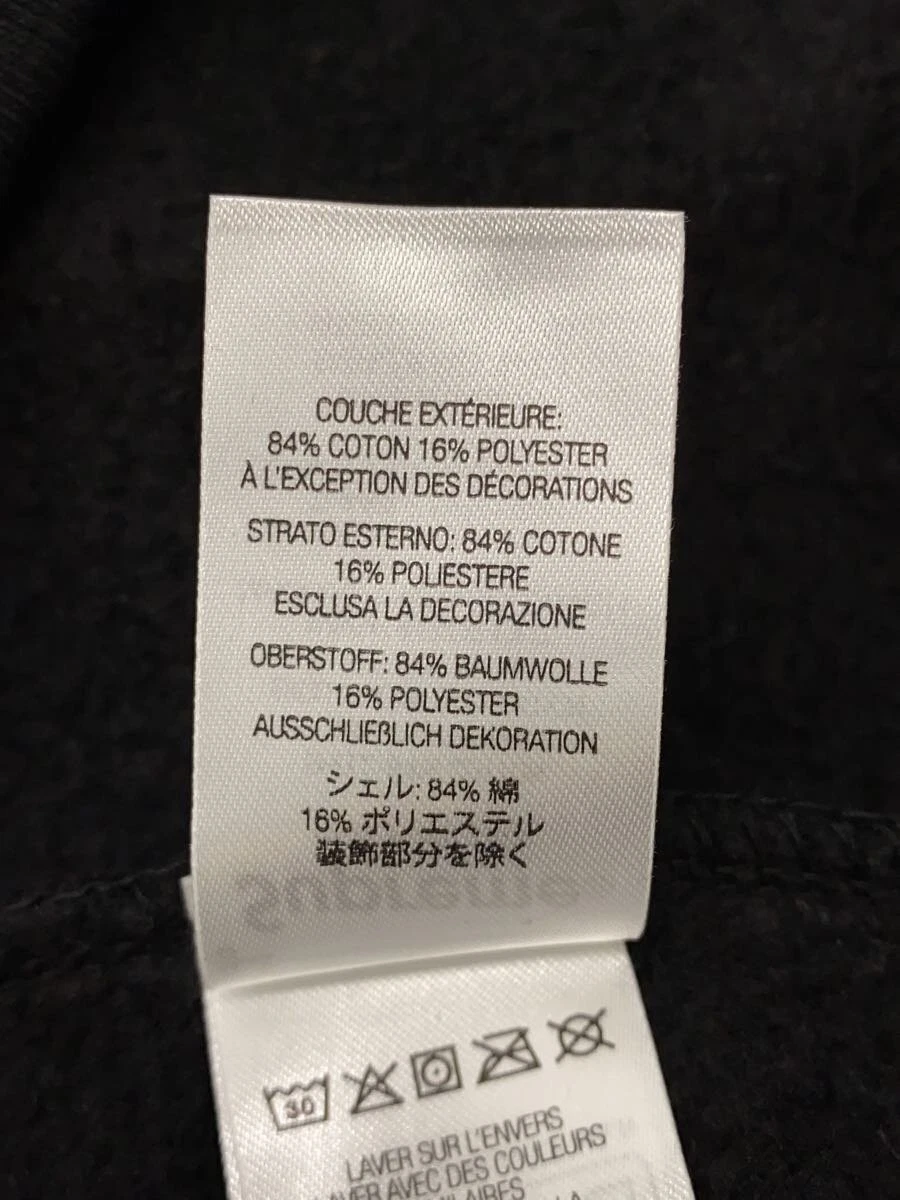 COUCHE EXTÉRIEURE:
84% COTON 16% POLYESTER
À L'EXCEPTION DES DÉCORATIONS
STRATO ESTERNO: 84% COTONE
16% POLIESTERE
ESCLUSA LA DECORAZIONE
OBERSTOFF: 84% BAUMWOLLE
16% POLYESTER
AUSSCHLIEßLICH DEKORATION
シェル: 84% 綿
16% ポリエステル
装飾部分を除く
Supreme
30
LAVER SUR L'ENVERS
AVEC DES COULEURS